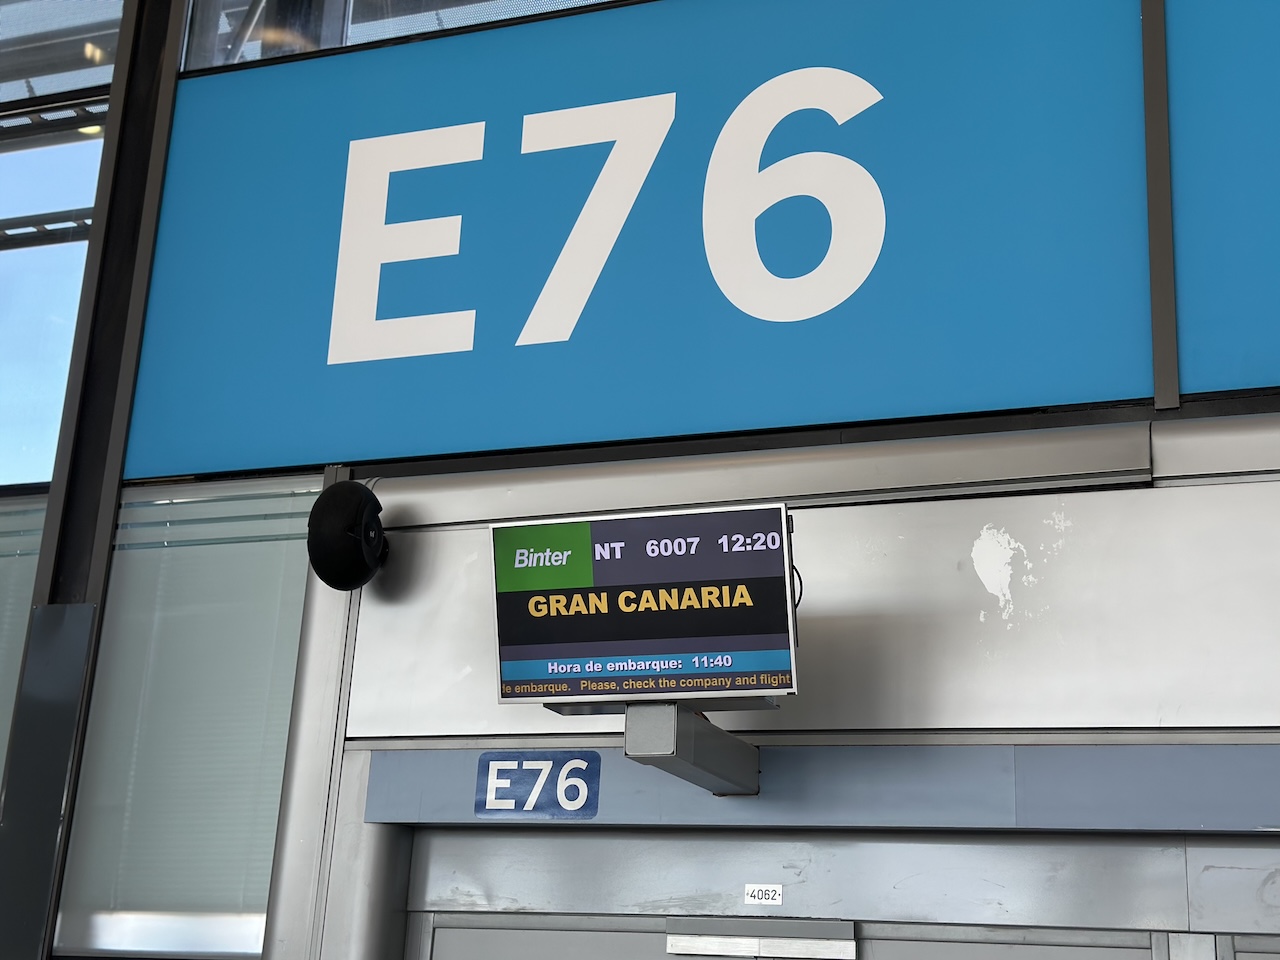 E76
Binter NT 6007 12:20
GRAN CANARIA
Hora de embarque: 11:40
de embarque. Please, check the company and flight
E76
4062